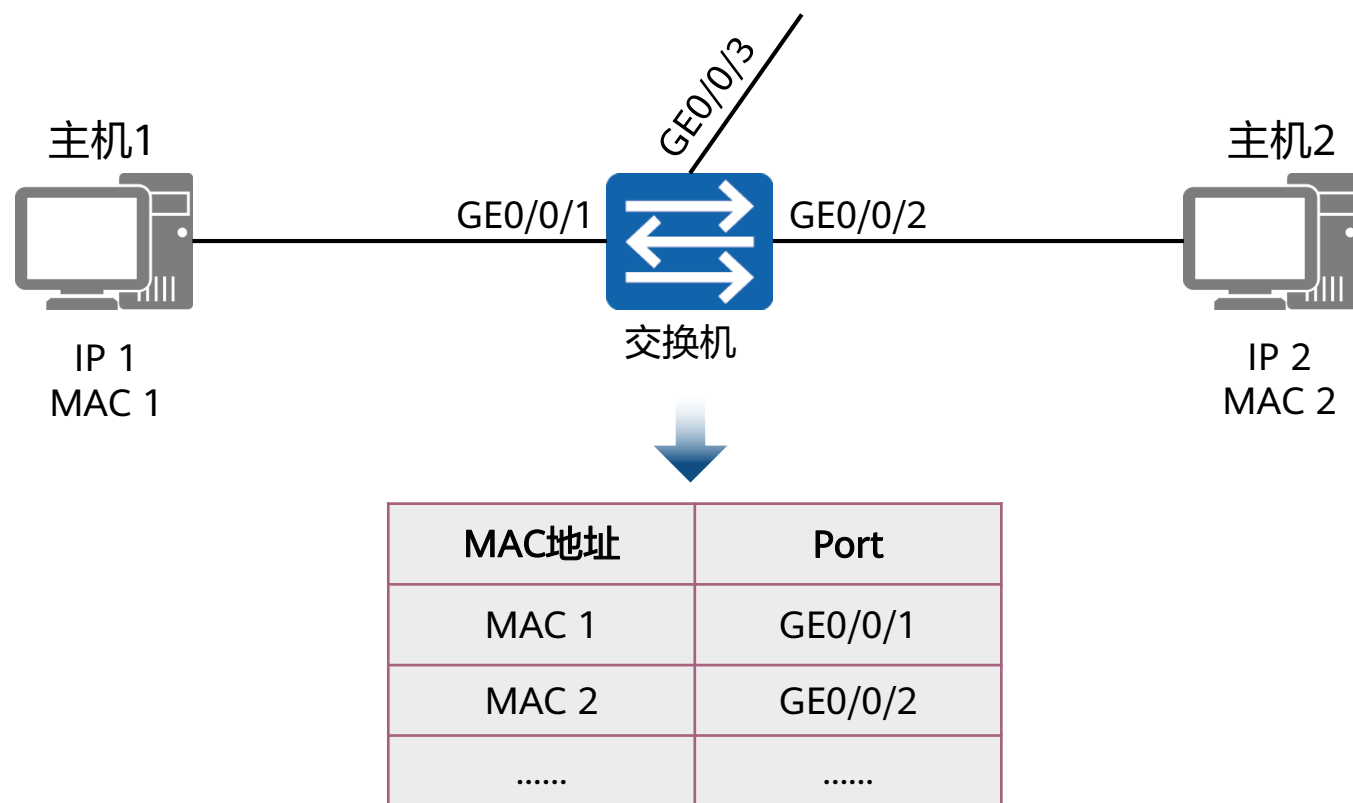 GE0/0/3
主机1
主机2
GE0/0/1
GE0/0/2
交换机
IP 1
MAC 1
IP 2
MAC 2
MAC地址 Port
MAC 1 GE0/0/1
MAC 2 GE0/0/2
...... ......